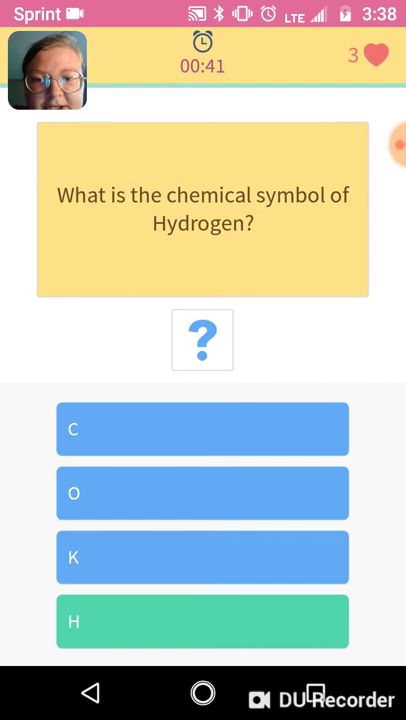 Sprint
LTE
3:38
00:41
3
What is the chemical symbol of
Hydrogen?
?
C
O
K
H
DU Recorder